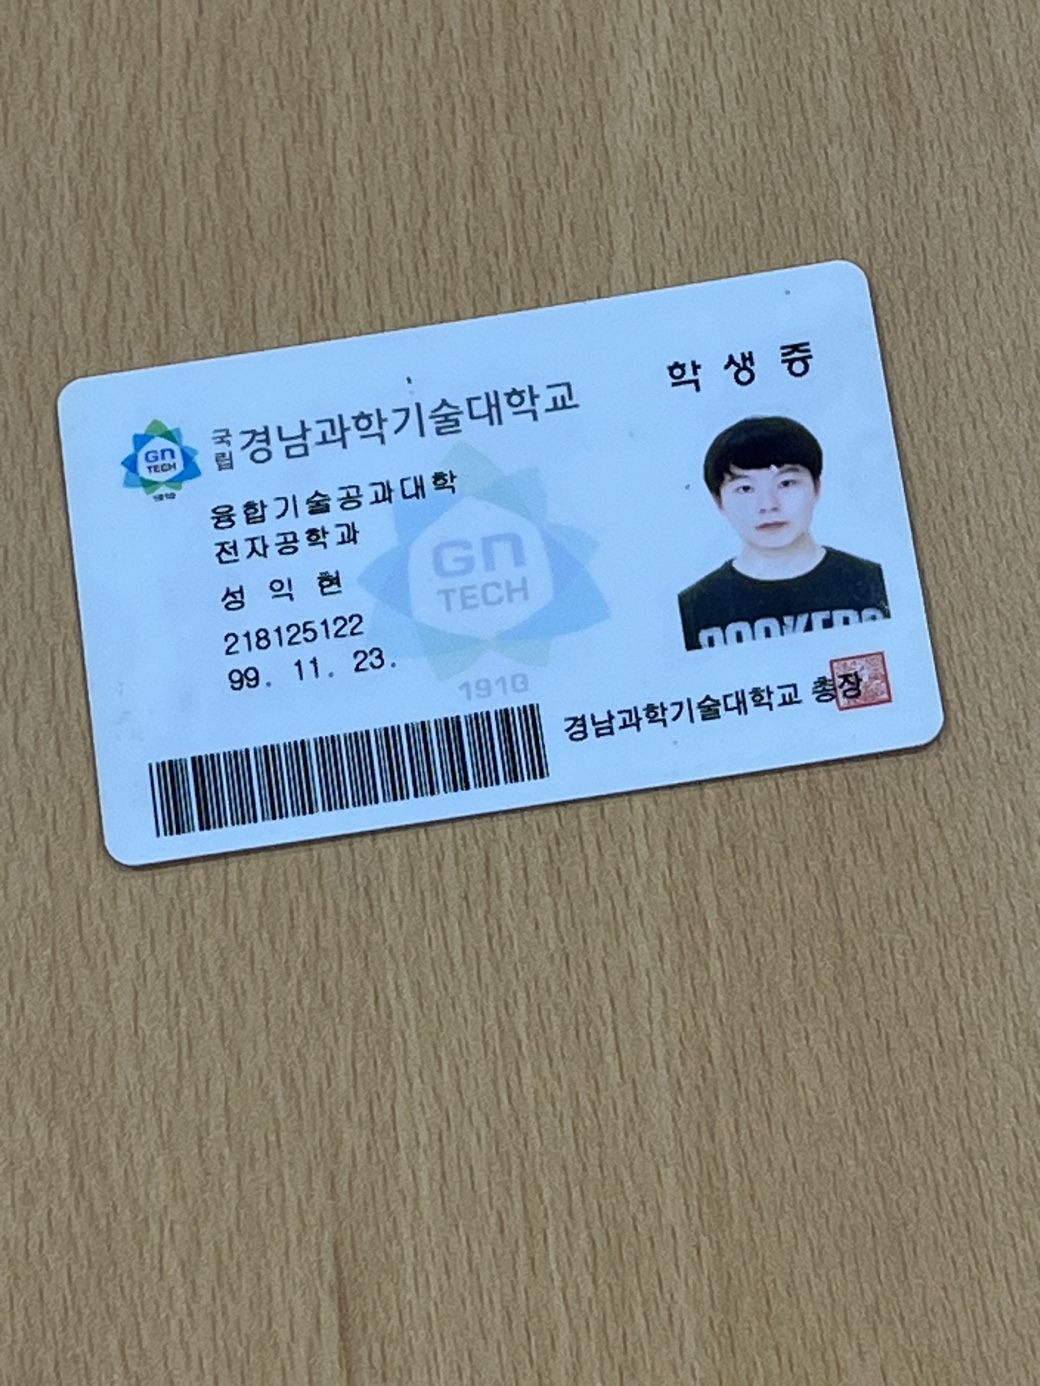 학 생 증
Gn
TECH
1910
국립 경남과학기술대학교
융합기술공과대학
전자공학과
성 익 현
218125122
99. 11. 23.
Gn
TECH
1910
경남과학기술대학교 총장